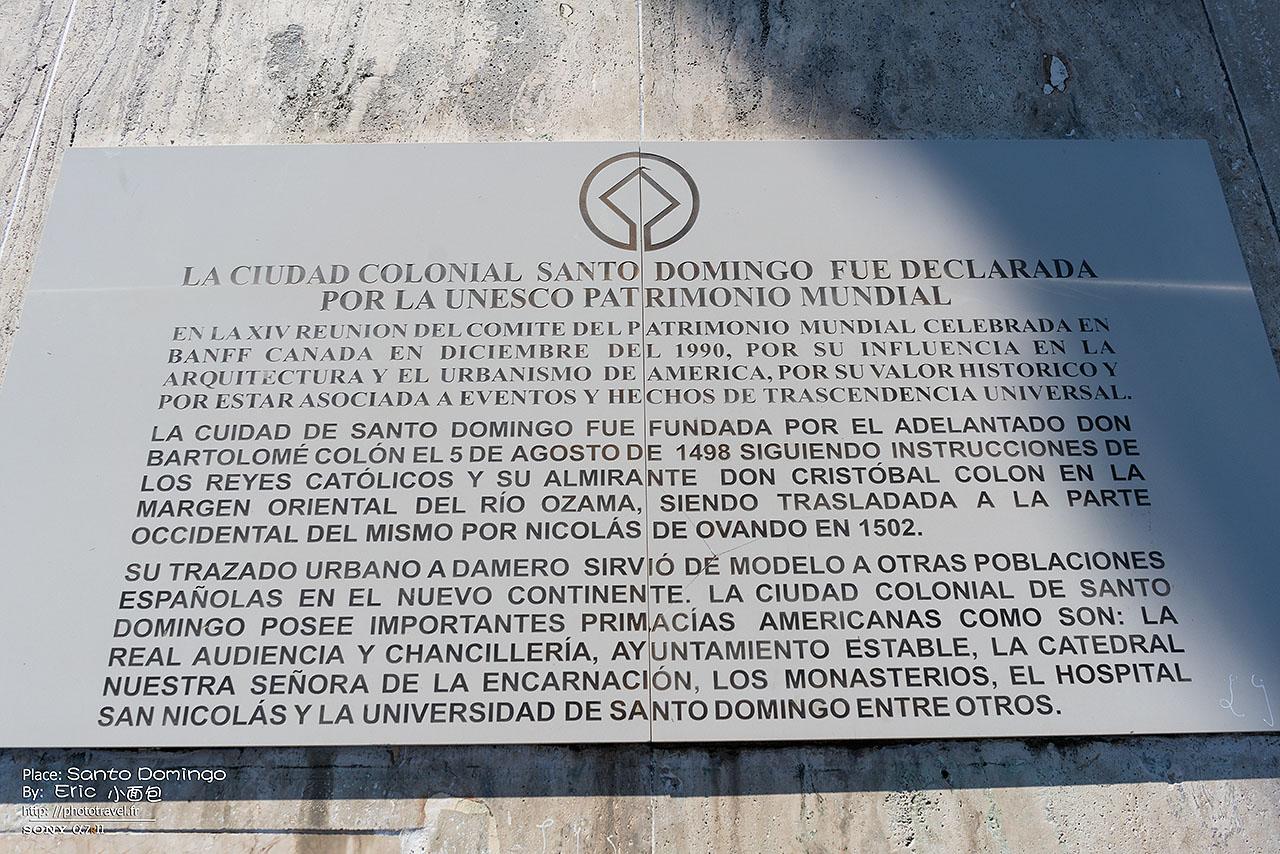 LA CIUDAD COLONIAL SANTO DOMINGO FUE DECLARADA
POR LA UNESCO PATRIMONIO MUNDIAL
EN LA XIV REUNION DEL COMITE DEL PATRIMONIO MUNDIAL CELEBRADA EN
BANFF CANADA EN DICIEMBRE DEL 1990, POR SU INFLUENCIA EN LA
ARQUITECTURA Y EL URBANISMO DE AMERICA, POR SU VALOR HISTORICO Y
POR ESTAR ASOCIADA A EVENTOS Y HECHOS DE TRASCENDENCIA UNIVERSAL.
LA CUIDAD DE SANTO DOMINGO FUE FUNDADA POR EL ADELANTADO DON
BARTOLOMÉ COLÓN EL 5 DE AGOSTO DE 1498 SIGUIENDO INSTRUCCIONES DE
LOS REYES CATÓLICOS Y SU ALMIRANTE DON CRISTÓBAL COLON EN LA
MARGEN ORIENTAL DEL RÍO OZAMA, SIENDO TRASLADADA A LA PARTE
OCCIDENTAL DEL MISMO POR NICOLÁS DE OVANDO EN 1502.
SU TRAZADO URBANO A DAMERO SIRVIÓ DE MODELO A OTRAS POBLACIONES
ESPAÑOLAS EN EL NUEVO CONTINENTE. LA CIUDAD COLONIAL DE SANTO
DOMINGO POSEE IMPORTANTES PRIMACÍAS AMERICANAS COMO SON: LA
REAL AUDIENCIA Y CHANCILLERÍA, AYUNTAMIENTO ESTABLE, LA CATEDRAL
NUESTRA SEÑORA DE LA ENCARNACIÓN, LOS MONASTERIOS, EL HOSPITAL
SAN NICOLÁS Y LA UNIVERSIDAD DE SANTO DOMINGO ENTRE OTROS.
Place: Santo Domingo
By: Eric 小面包
http://phototravel.fr
SONY